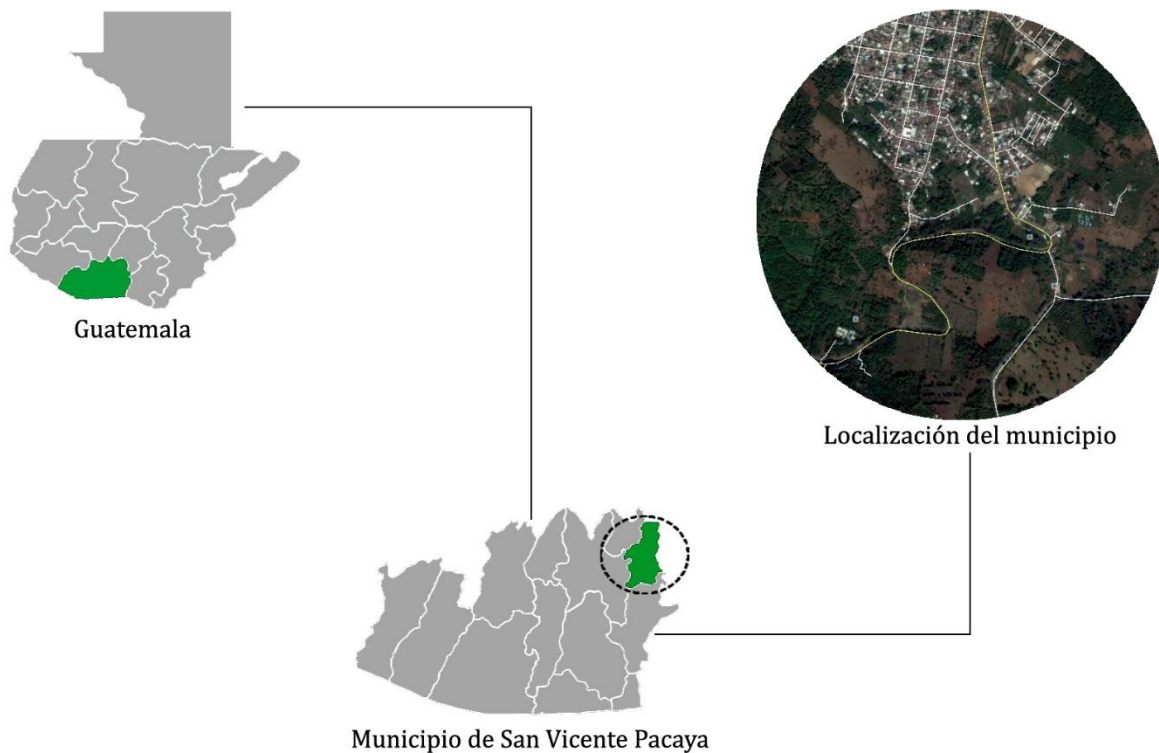 Guatemala
Localización del municipio
Municipio de San Vicente Pacaya